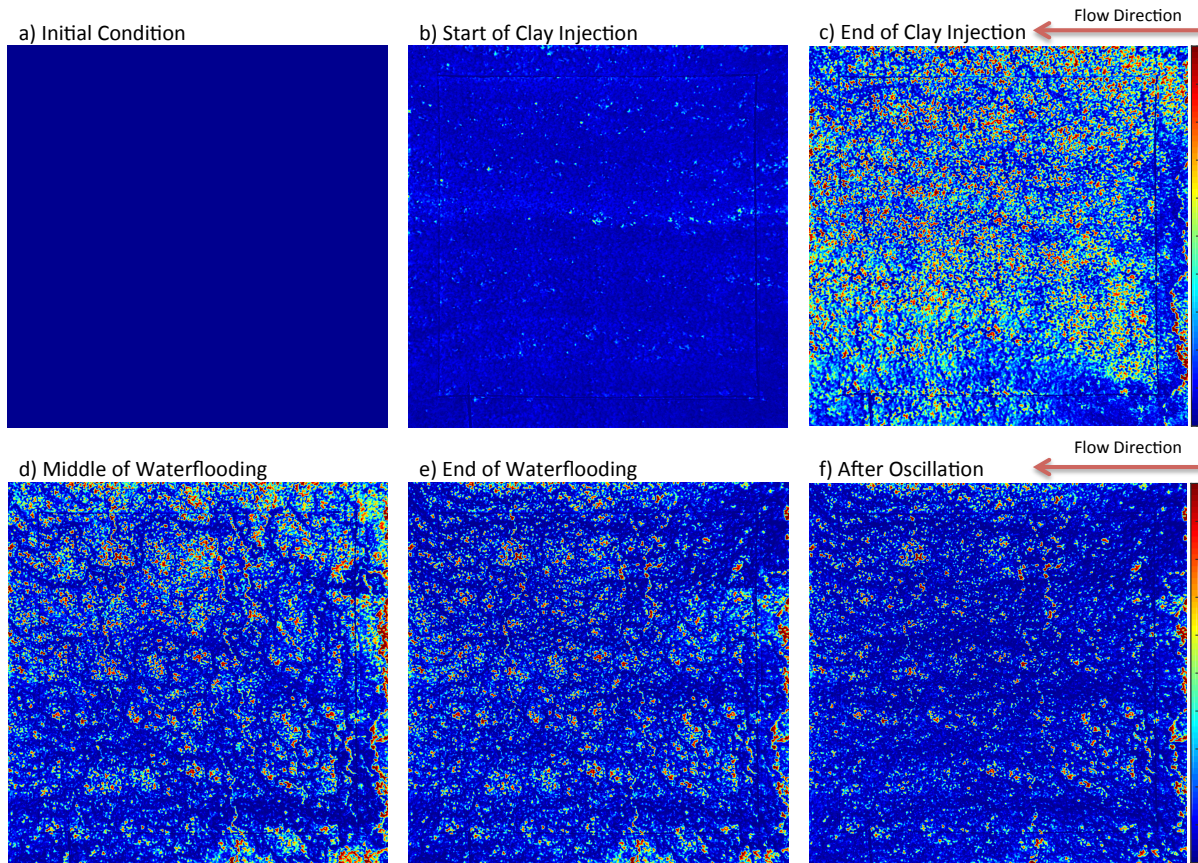 a) Initial Condition
b) Start of Clay Injection
c) End of Clay Injection
Flow Direction
d) Middle of Waterflooding
e) End of Waterflooding
f) After Oscillation
Flow Direction